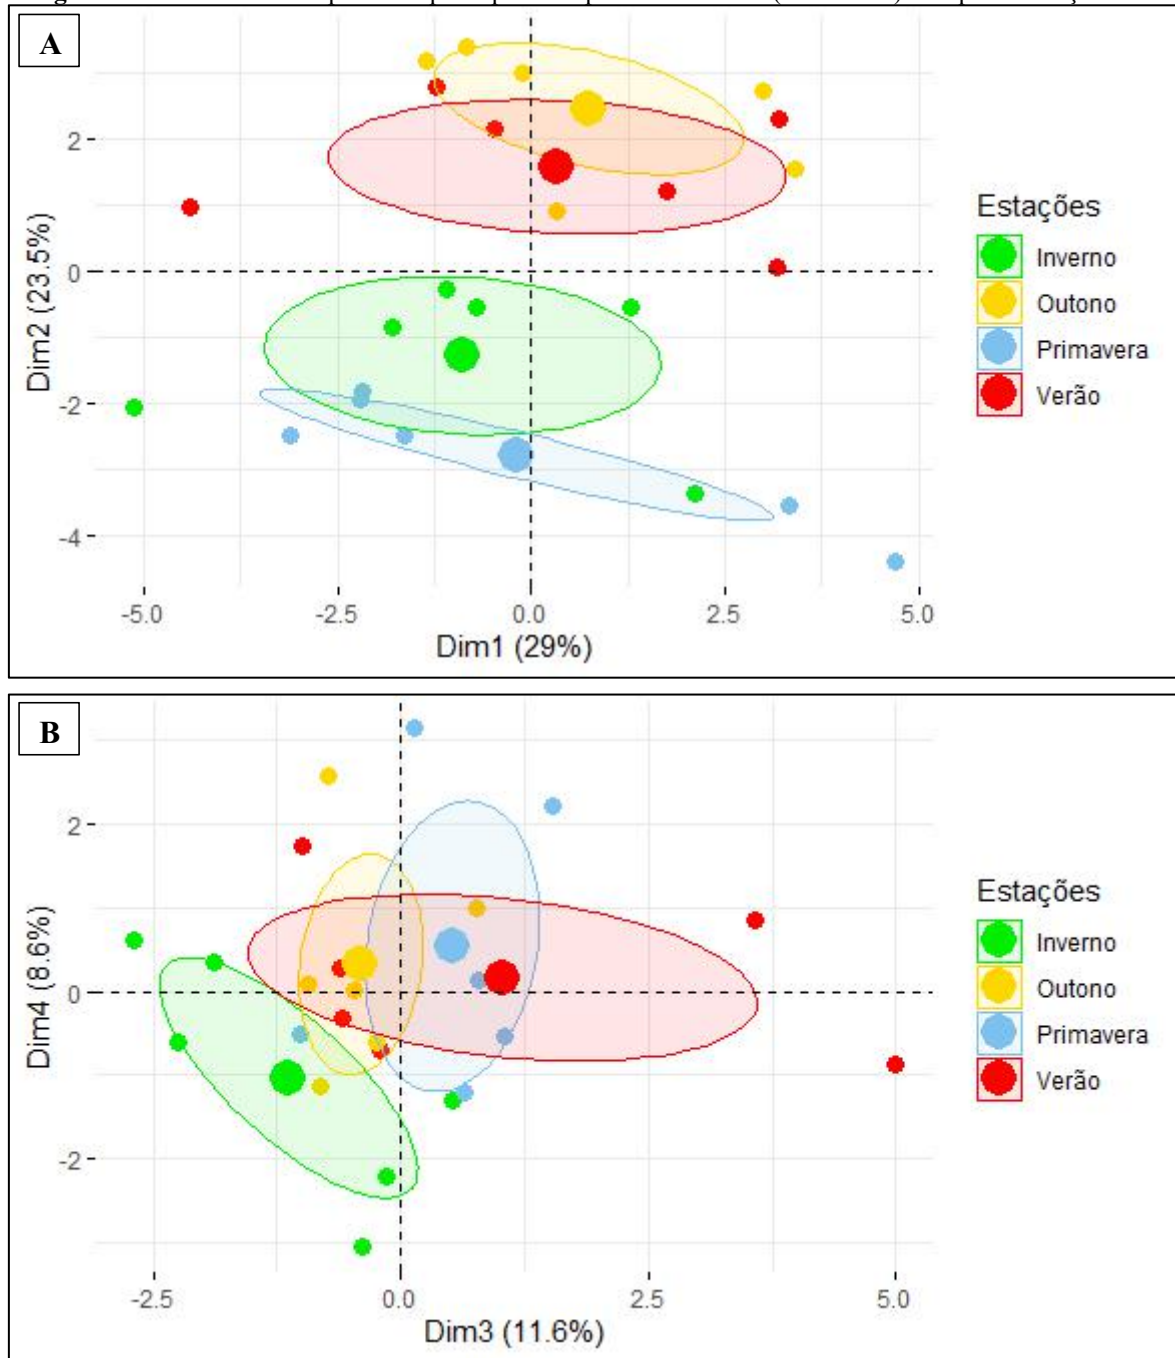 A
2
0
-2
-4
Dim2 (23.5%)
-5.0 -2.5 0.0 2.5 5.0
Dim1 (29%)
Estações
Inverno
Outono
Primavera
Verão
B
2
0
-2
Dim4 (8.6%)
-2.5 0.0 2.5 5.0
Dim3 (11.6%)
Estações
Inverno
Outono
Primavera
Verão